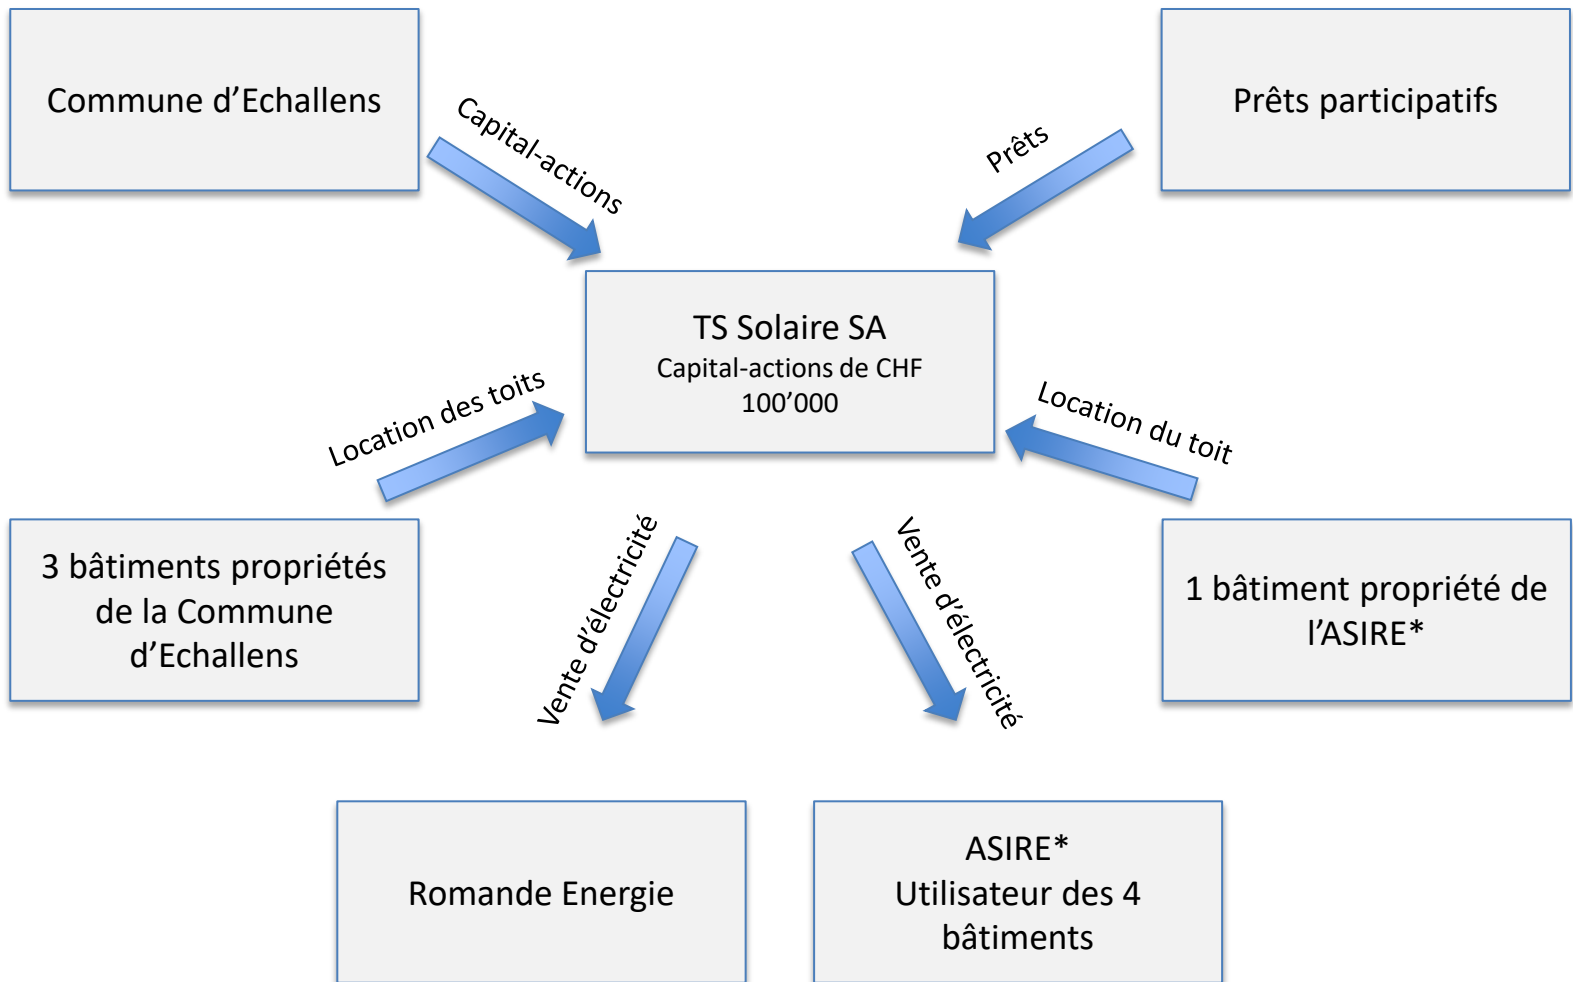 Commune d’Echallens
Prêts participatifs
Capital-actions
Prêts
TS Solaire SA
Capital-actions de CHF
100’000
Location des toits
Location du toit
3 bâtiments propriétés
de la Commune
d’Echallens
1 bâtiment propriété de
l’ASIRE*
Vente d’électricité
Vente d’électricité
Romande Energie
ASIRE*
Utilisateur des 4
bâtiments